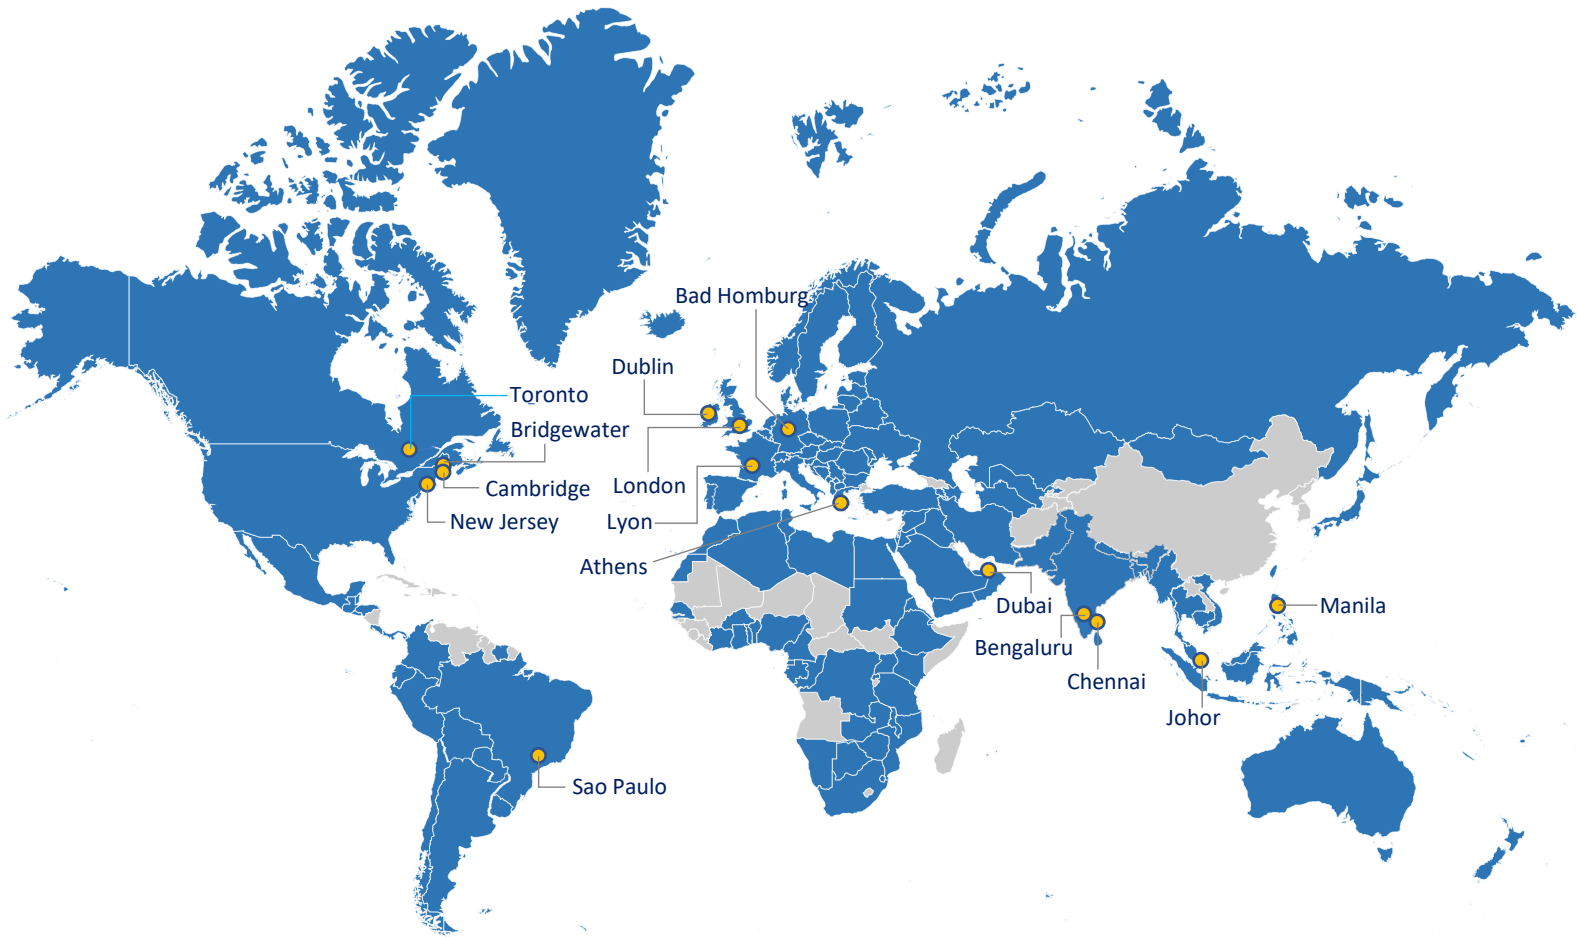 Bad Homburg
Dublin
Toronto
Bridgewater
London
Cambridge
Lyon
New Jersey
Athens
Dubai
Manila
Bengaluru
Chennai
Johor
Sao Paulo